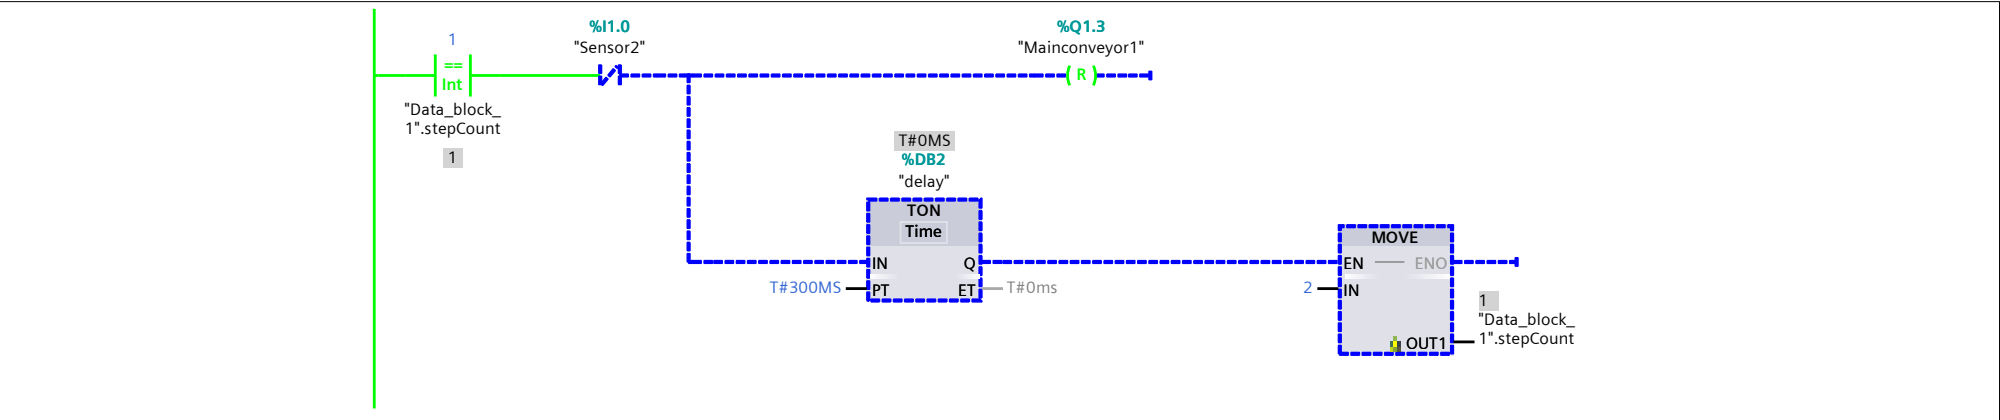 %I1.0
%Q1.3
1
"Sensor2"
"Mainconveyor1"
==
Int
R
"Data_block_
1".stepCount
1
T#0MS
%DB2
"delay"
TON
Time
IN
Q
T#300MS
PT
ET
T#0ms
MOVE
EN
ENO
2
IN
OUT1
1
"Data_block_
1".stepCount